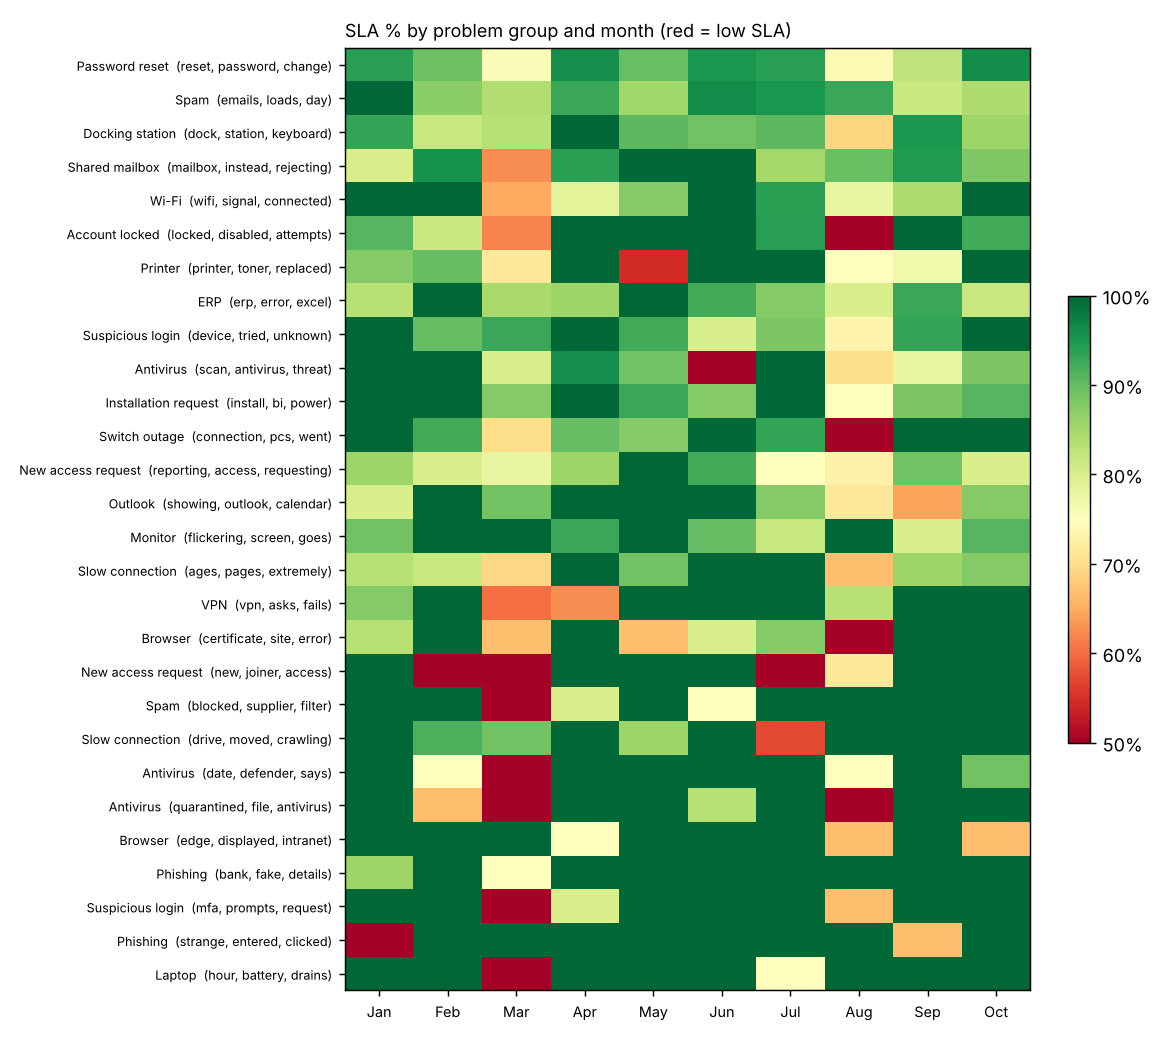 SLA % by problem group and month (red = low SLA)
Password reset (reset, password, change)
Spam (emails, loads, day)
Docking station (dock, station, keyboard)
Shared mailbox (mailbox, instead, rejecting)
Wi-Fi (wifi, signal, connected)
Account locked (locked, disabled, attempts)
Printer (printer, toner, replaced)
ERP (erp, error, excel)
Suspicious login (device, tried, unknown)
Antivirus (scan, antivirus, threat)
Installation request (install, bi, power)
Switch outage (connection, pcs, went)
New access request (reporting, access, requesting)
Outlook (showing, outlook, calendar)
Monitor (flickering, screen, goes)
Slow connection (ages, pages, extremely)
VPN (vpn, asks, fails)
Browser (certificate, site, error)
New access request (new, joiner, access)
Spam (blocked, supplier, filter)
Slow connection (drive, moved, crawling)
Antivirus (date, defender, says)
Antivirus (quarantined, file, antivirus)
Browser (edge, displayed, intranet)
Phishing (bank, fake, details)
Suspicious login (mfa, prompts, request)
Phishing (strange, entered, clicked)
Laptop (hour, battery, drains)
Jan Feb Mar Apr May Jun Jul Aug Sep Oct
100%
90%
80%
70%
60%
50%